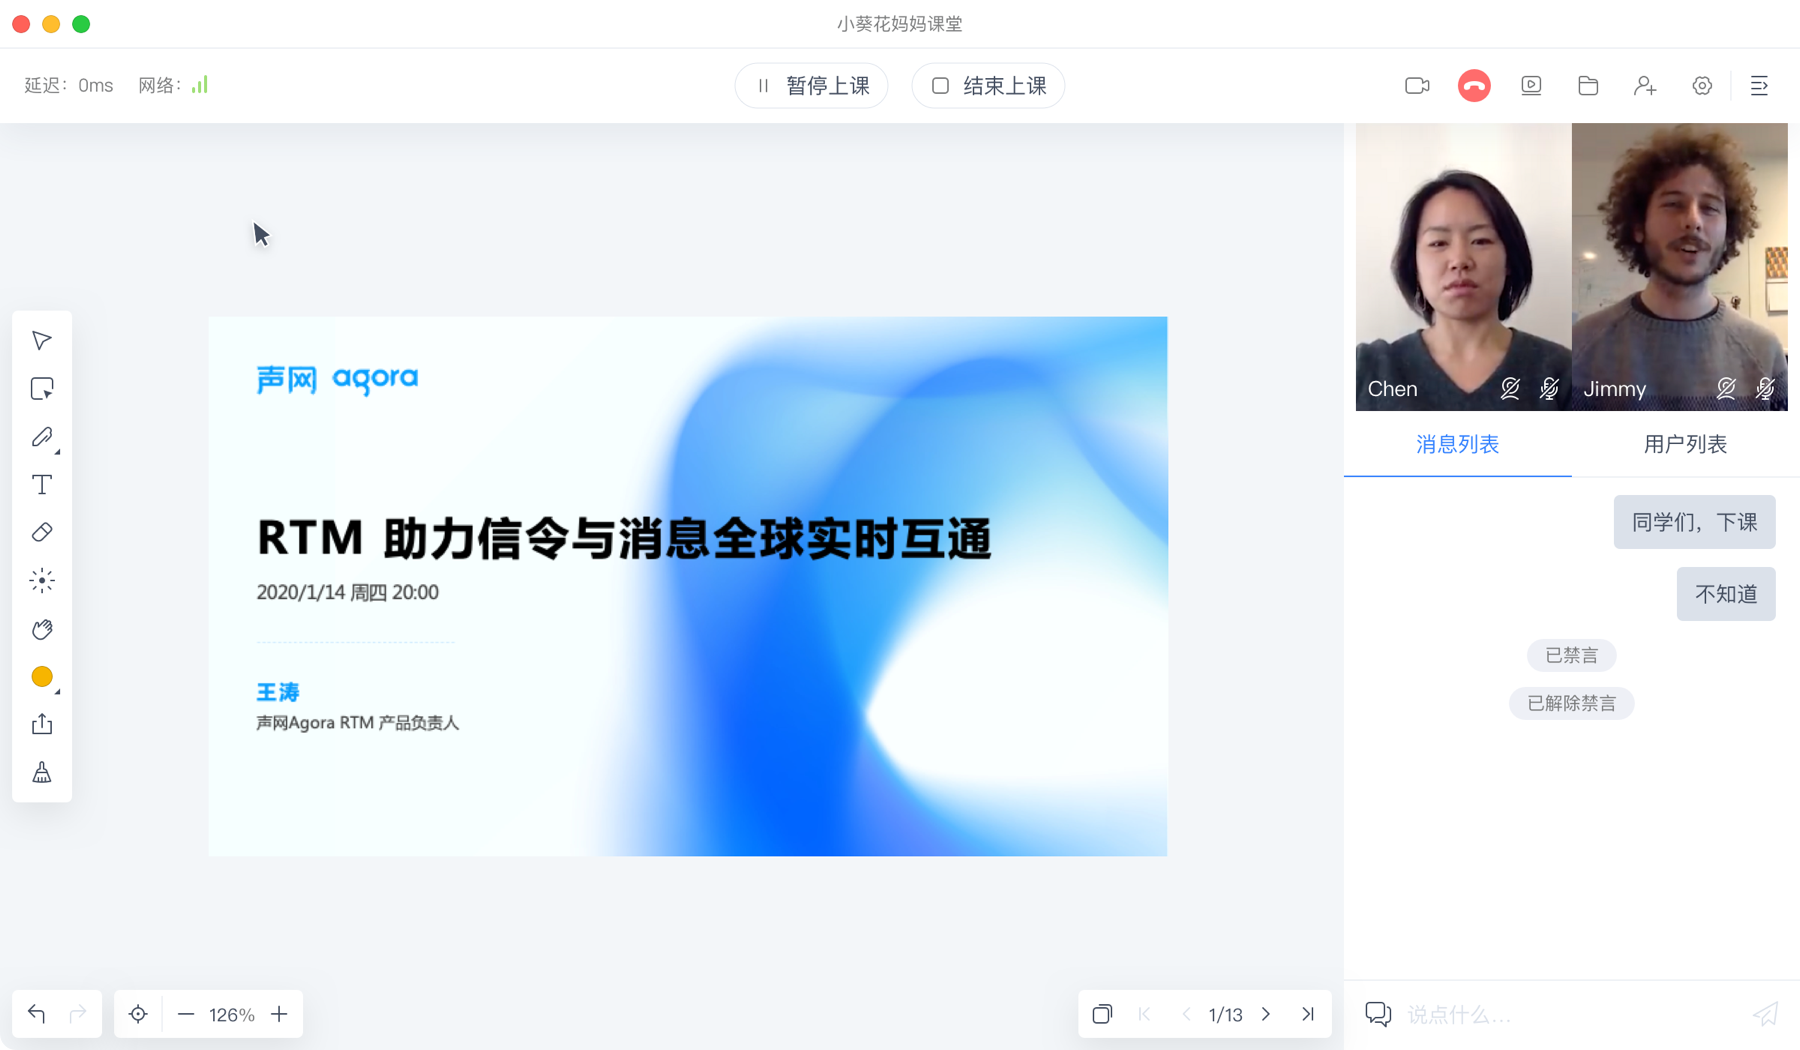 小葵花妈妈课堂
延迟：0ms 网络：
暂停上课
结束上课
声网 agora
RTM 助力信令与消息全球实时互通
2020/1/14 周四 20:00
王涛
声网Agora RTM 产品负责人
Chen
Jimmy
消息列表
用户列表
同学们，下课
不知道
已禁言
已解除禁言
126%
1/13
说点什么...